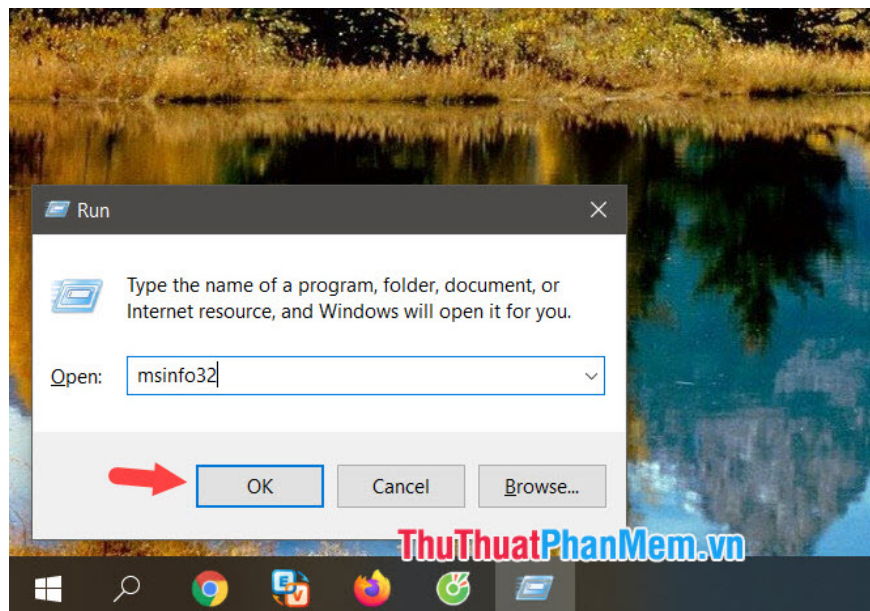 Run
Type the name of a program, folder, document, or
Internet resource, and Windows will open it for you.
Open:
msinfo32
OK
Cancel
Browse...
ThuThuatPhanMem.vn
E
V